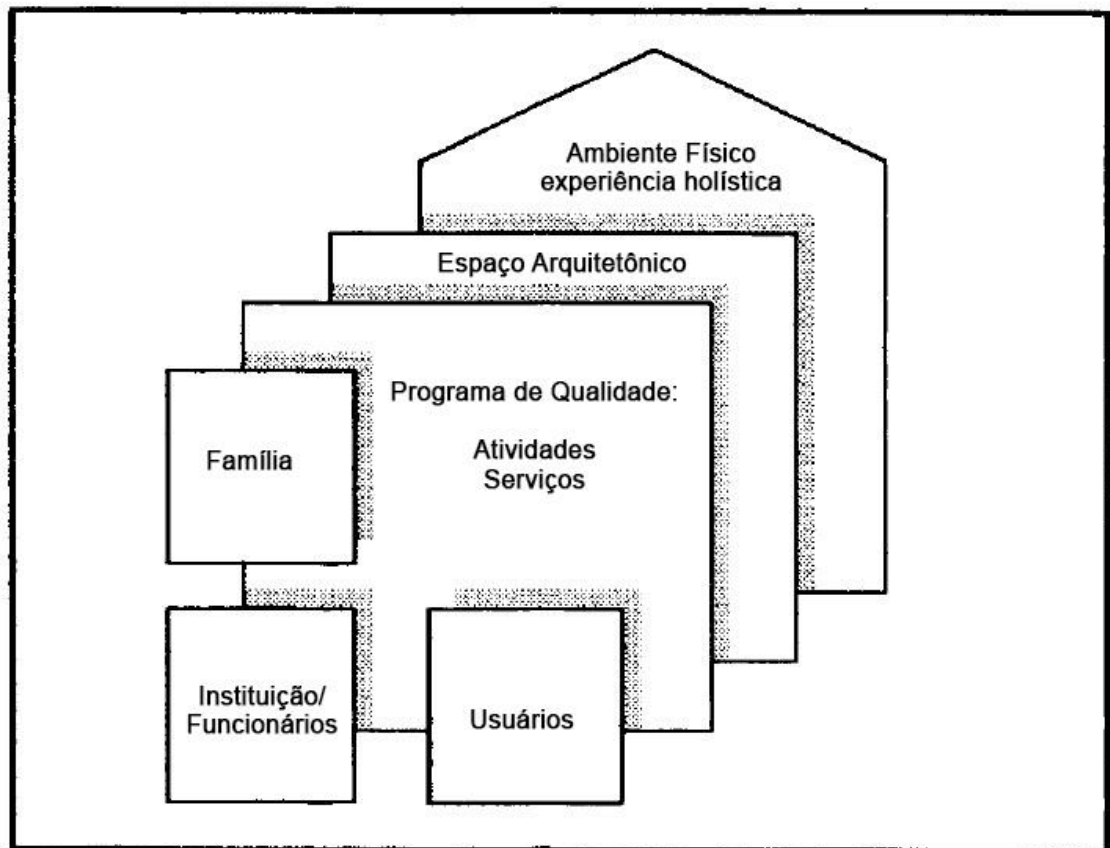 Ambiente Físico
experiência holística
Espaço Arquitetônico
Programa de Qualidade:
Atividades
Serviços
Família
Instituição/
Funcionários
Usuários